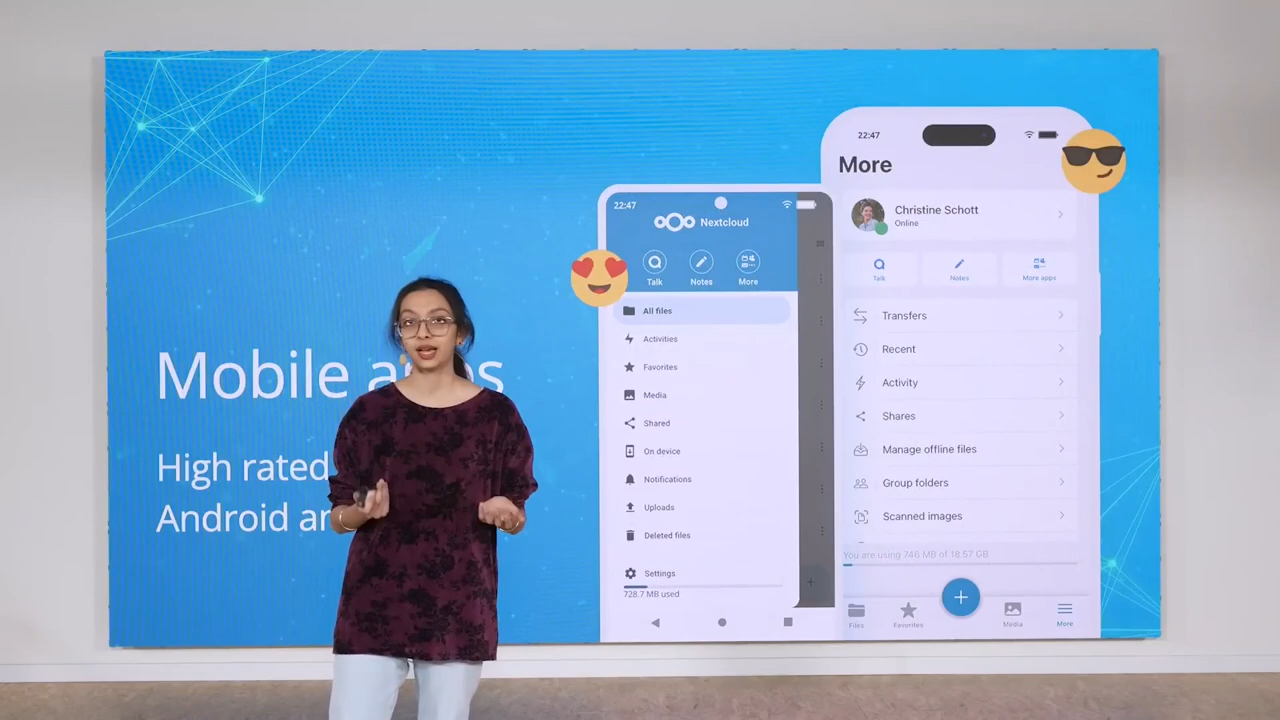 Mobile apps
High rated
Android
22:47
Nextcloud
Talk
Notes
More
All files
Activities
Favorites
Media
Shared
On device
Notifications
Uploads
Deleted files
Settings
728.7 MB used
22:47
More
Christine Schott
Online
Talk
Notes
More apps
Transfers
Recent
Activity
Shares
Manage offline files
Group folders
Scanned images
You are using 746 MB of 18.57 GB
Files
Favorites
Media
More